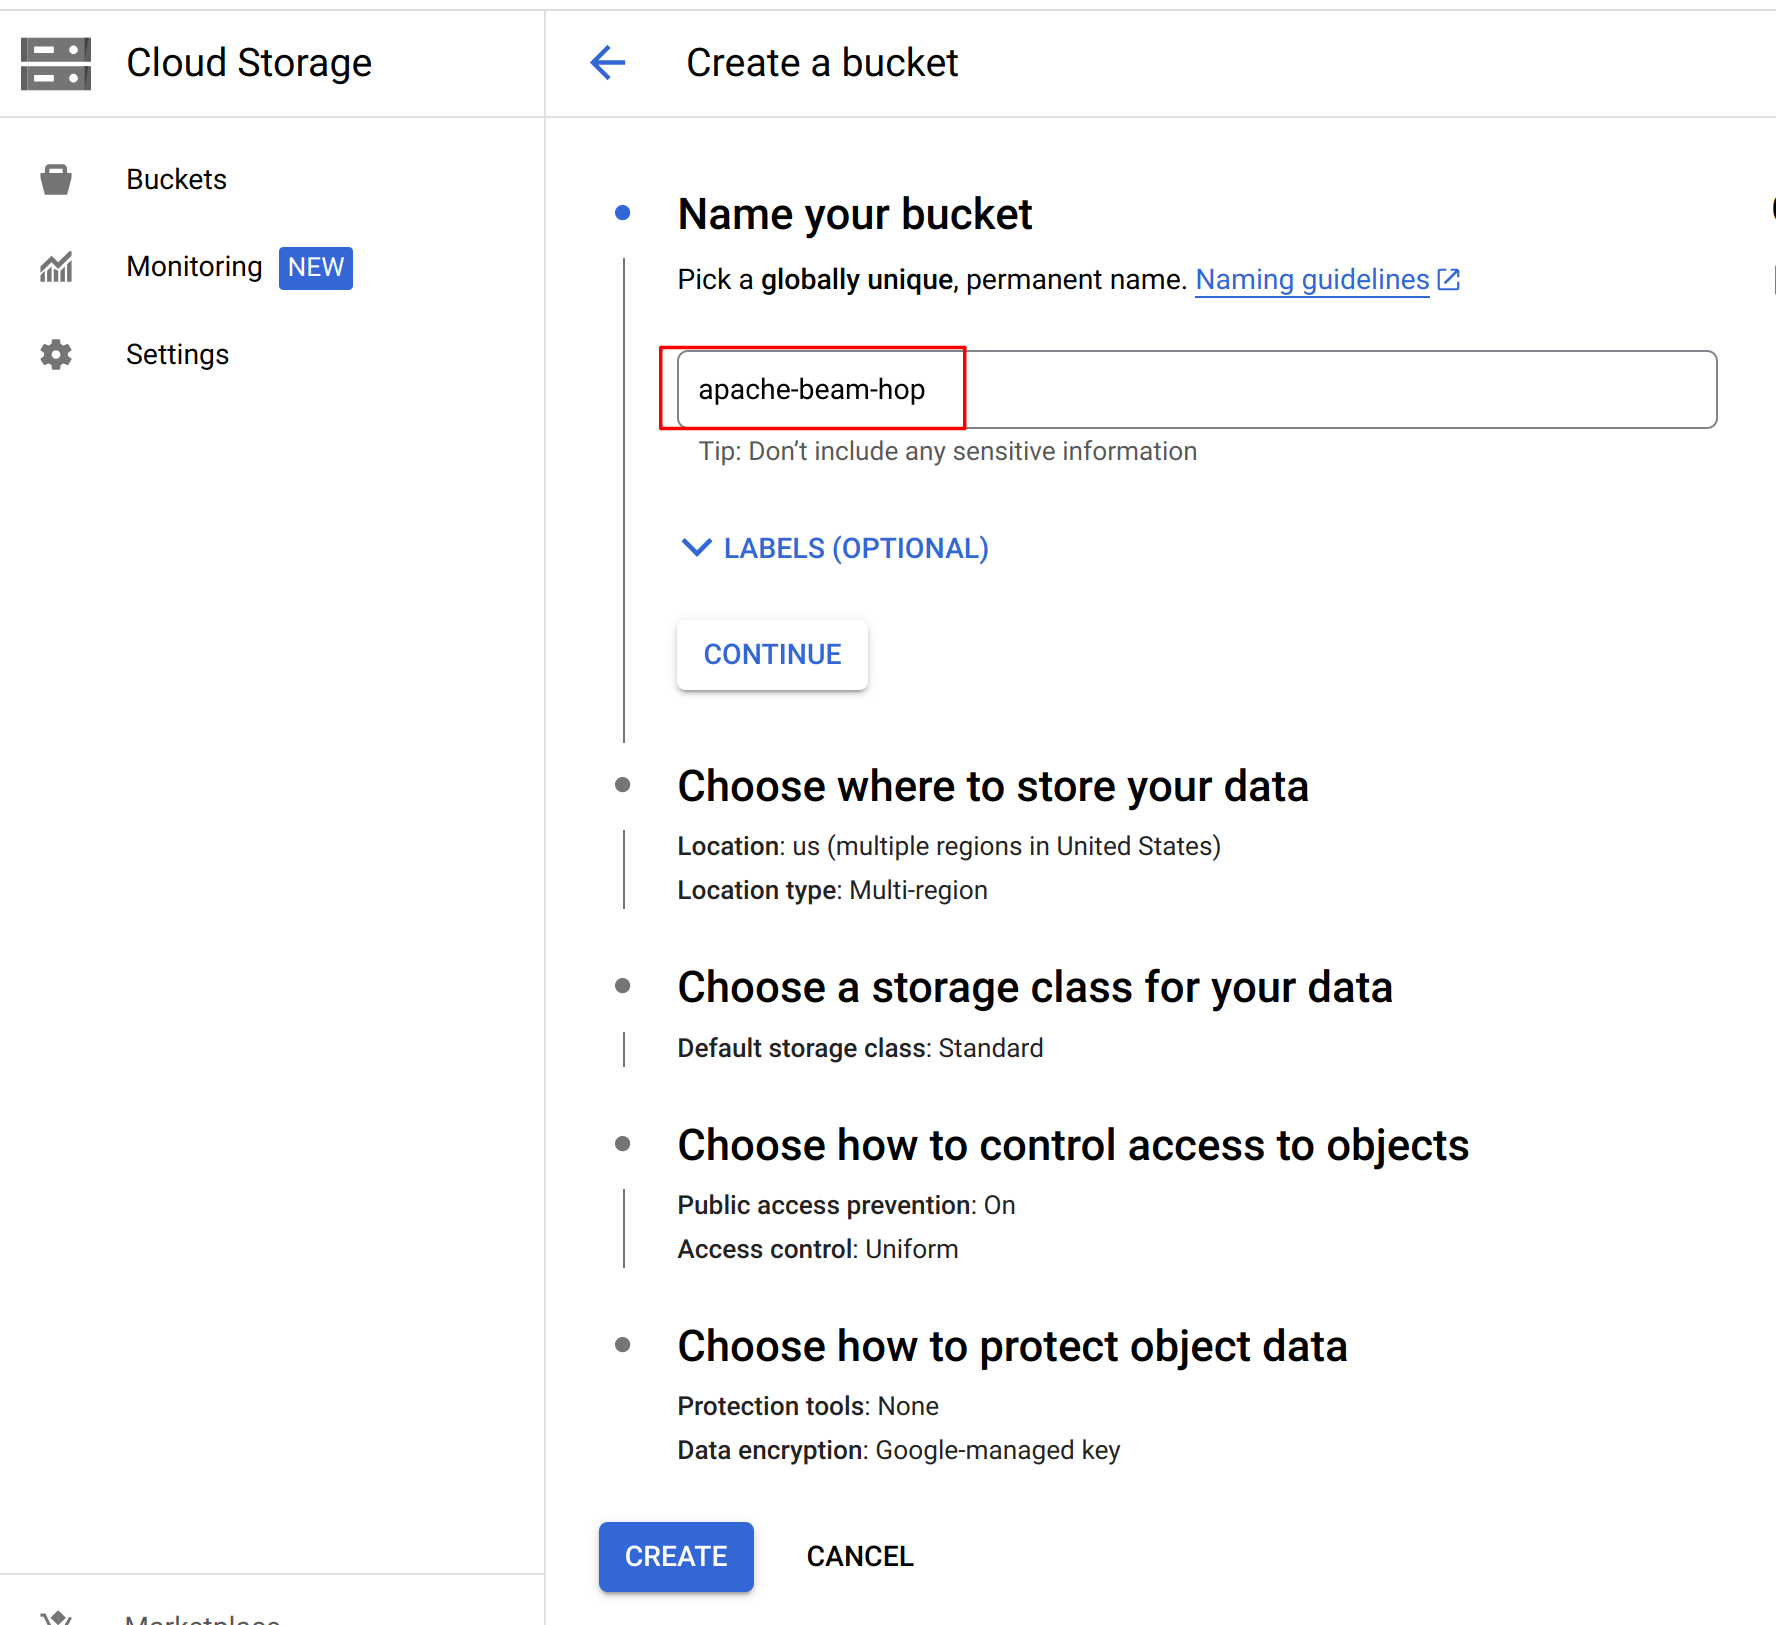 Cloud Storage
Create a bucket
Buckets
Monitoring NEW
Settings
Name your bucket
Pick a globally unique, permanent name. Naming guidelines
apache-beam-hop
Tip: Don’t include any sensitive information
LABELS (OPTIONAL)
CONTINUE
Choose where to store your data
Location: us (multiple regions in United States)
Location type: Multi-region
Choose a storage class for your data
Default storage class: Standard
Choose how to control access to objects
Public access prevention: On
Access control: Uniform
Choose how to protect object data
Protection tools: None
Data encryption: Google-managed key
CREATE CANCEL
Marketplace